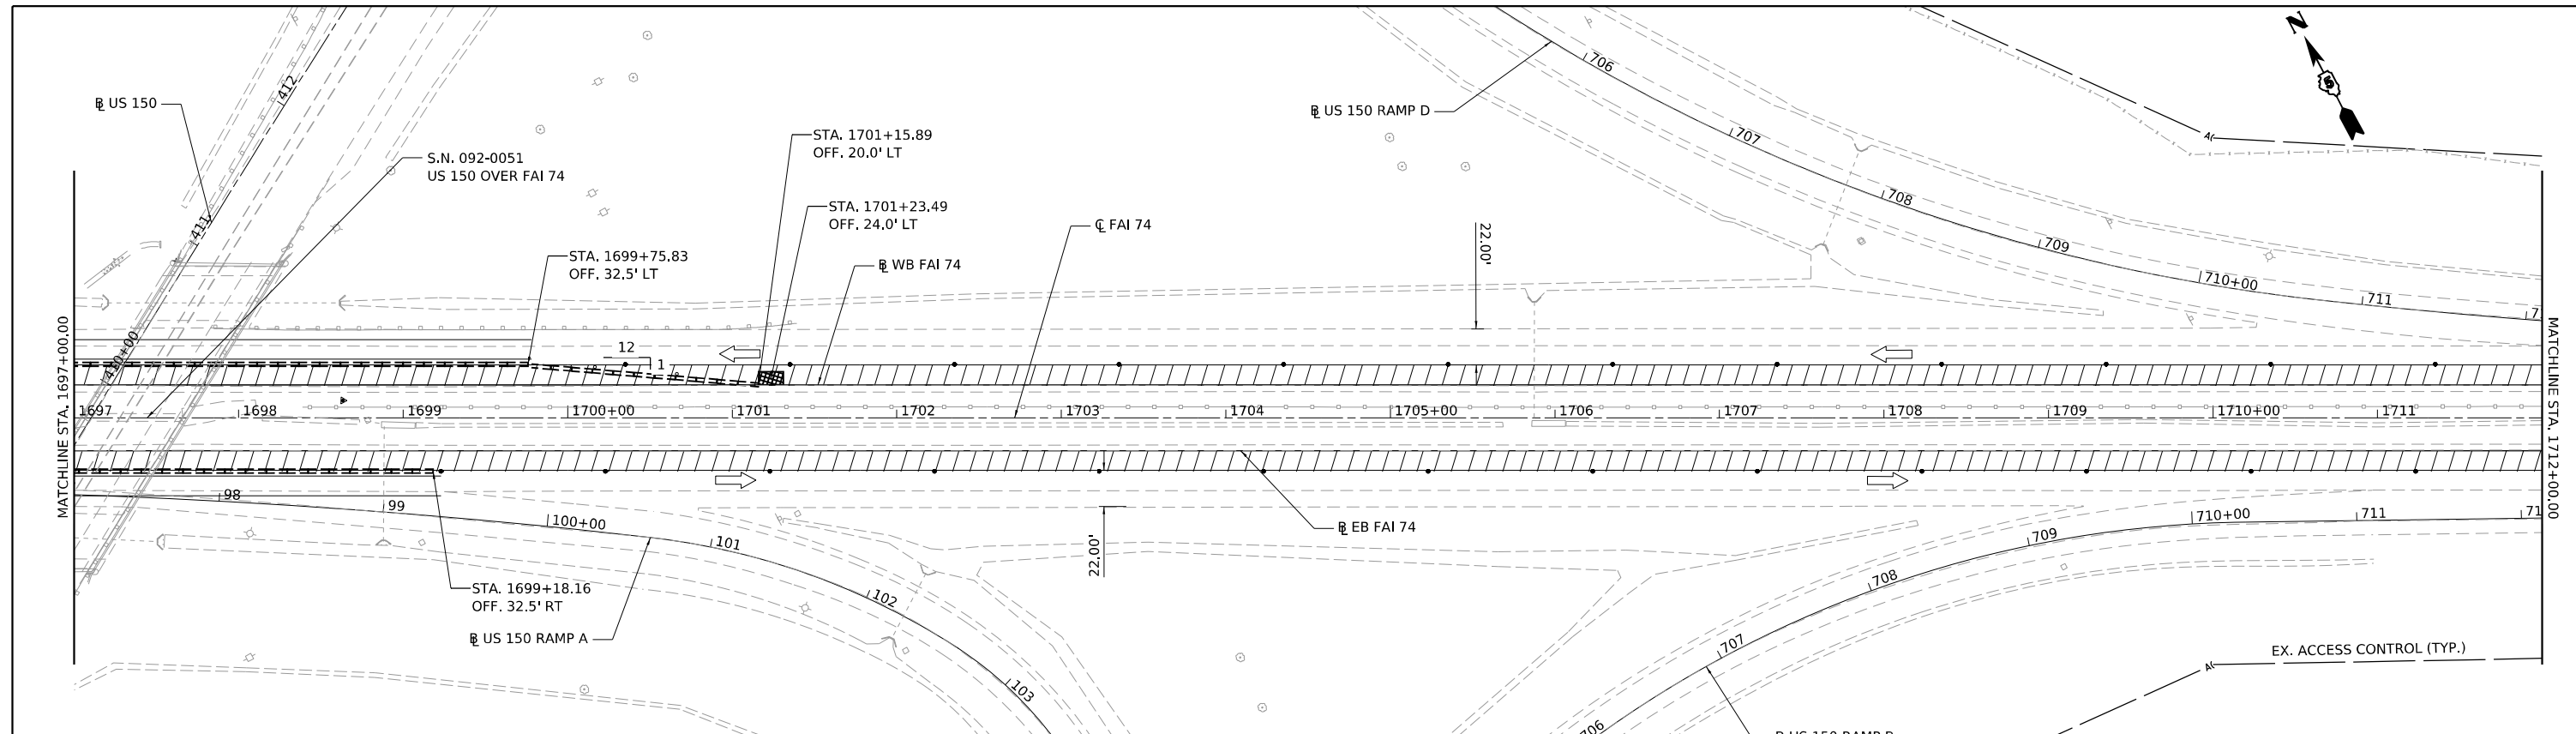 N
412
706
℄ US 150
B US 150 RAMP D
707
STA. 1701+15.89
OFF. 20.0' LT
S.N. 092-0051
US 150 OVER FAI 74
708
STA. 1701+23.49
OFF. 24.0' LT
411
℄ FAI 74
22.00'
709
STA. 1699+75.83
OFF. 32.5' LT
B WB FAI 74
710+00
711
MATCHLINE STA. 1697+00.00
MATCHLINE STA. 1712+00.00
410+00
12
1
1697
1698
1699
1700+00
1701
1702
1703
1704
1705+00
1706
1707
1708
1709
1710+00
1711
98
99
100+00
101
B EB FAI 74
22.00'
709
710+00
711
71
STA. 1699+18.16
OFF. 32.5' RT
102
708
B US 150 RAMP A
707
EX. ACCESS CONTROL (TYP.)
103
706